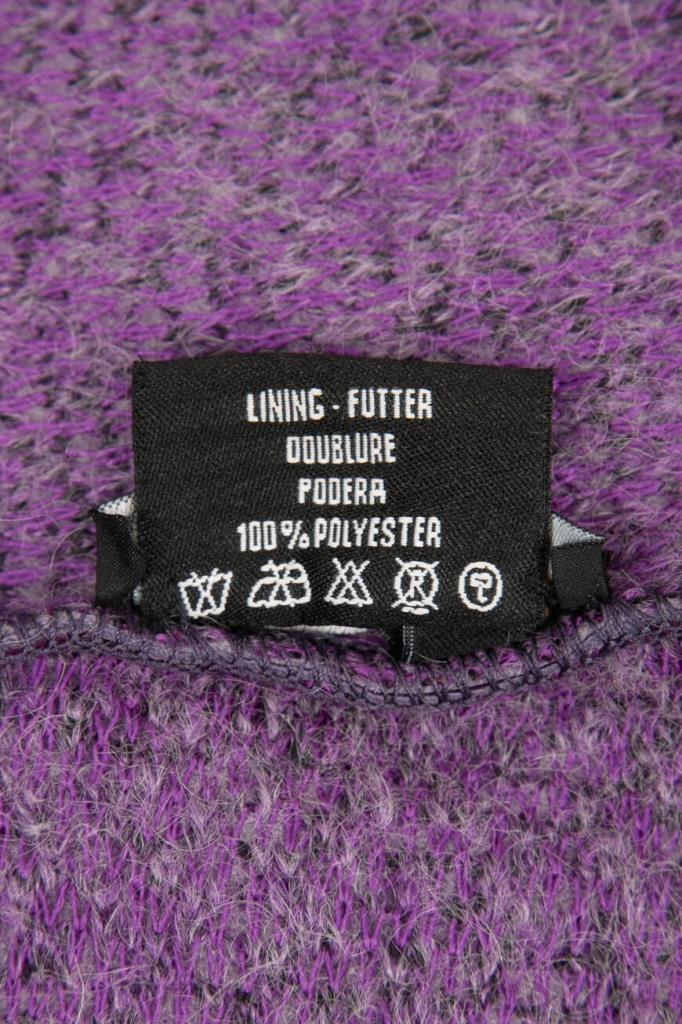 LINING - FUTTER
DOUBLURE
PODERA
100% POLYESTER
R P